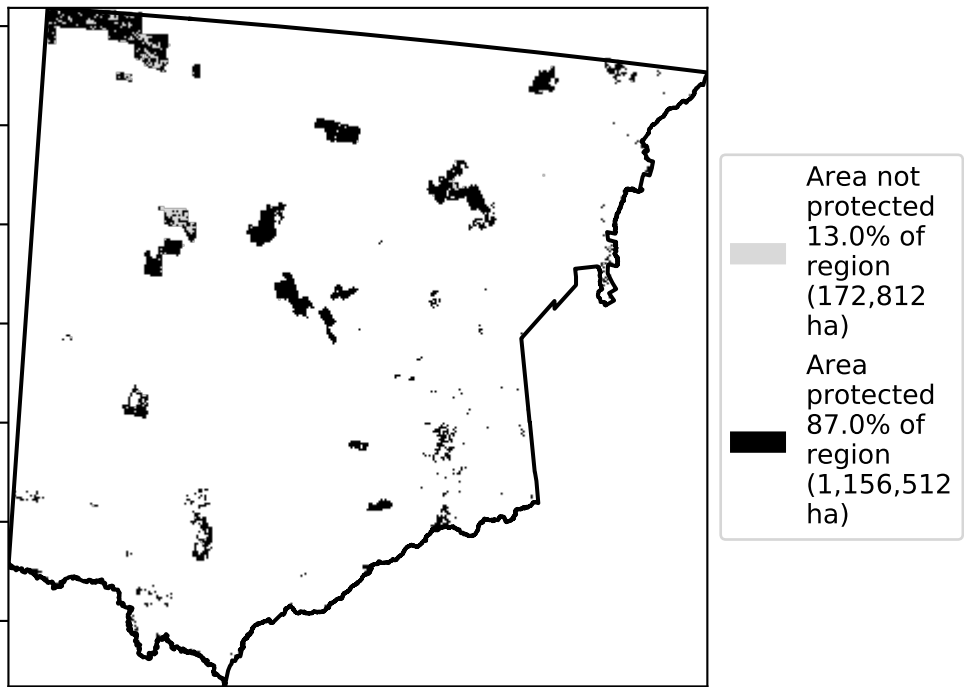 Area not
protected
13.0% of
region
(172,812
ha)
Area
protected
87.0% of
region
(1,156,512
ha)